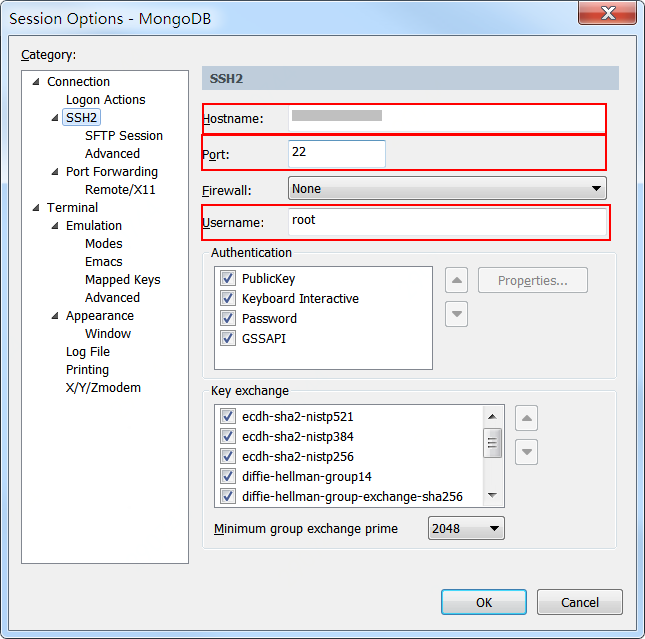 Session Options - MongoDB
Category:
Connection
Logon Actions
SSH2
SFTP Session
Advanced
Port Forwarding
Remote/X11
Terminal
Emulation
Modes
Emacs
Mapped Keys
Advanced
Appearance
Window
Log File
Printing
X/Y/Zmodem
SSH2
Hostname:
Port: 22
Firewall: None
Username: root
Authentication
PublicKey
Keyboard Interactive
Password
GSSAPI
Properties...
Key exchange
ecdh-sha2-nistp521
ecdh-sha2-nistp384
ecdh-sha2-nistp256
diffie-hellman-group14
diffie-hellman-group-exchange-sha256
Minimum group exchange prime 2048
OK Cancel